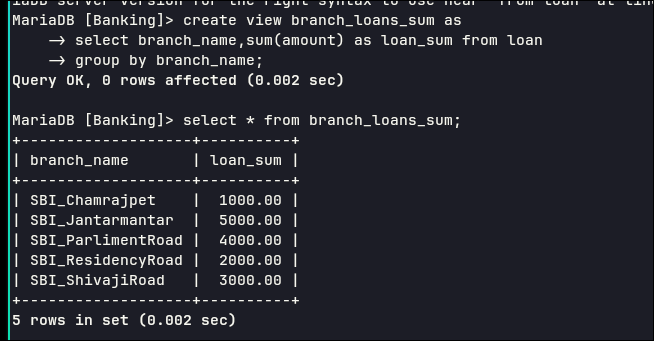 MariaDB server version for the right syntax to use near 'from loan' at lin
MariaDB [Banking]> create view branch_loans_sum as
    -> select branch_name,sum(amount) as loan_sum from loan
    -> group by branch_name;
Query OK, 0 rows affected (0.002 sec)
MariaDB [Banking]> select * from branch_loans_sum;
+-------------------+----------+
| branch_name       | loan_sum |
+-------------------+----------+
| SBI_Chamrajpet    |  1000.00 |
| SBI_Jantarmantar  |  5000.00 |
| SBI_ParlimentRoad |  4000.00 |
| SBI_ResidencyRoad |  2000.00 |
| SBI_ShivajiRoad   |  3000.00 |
+-------------------+----------+
5 rows in set (0.002 sec)